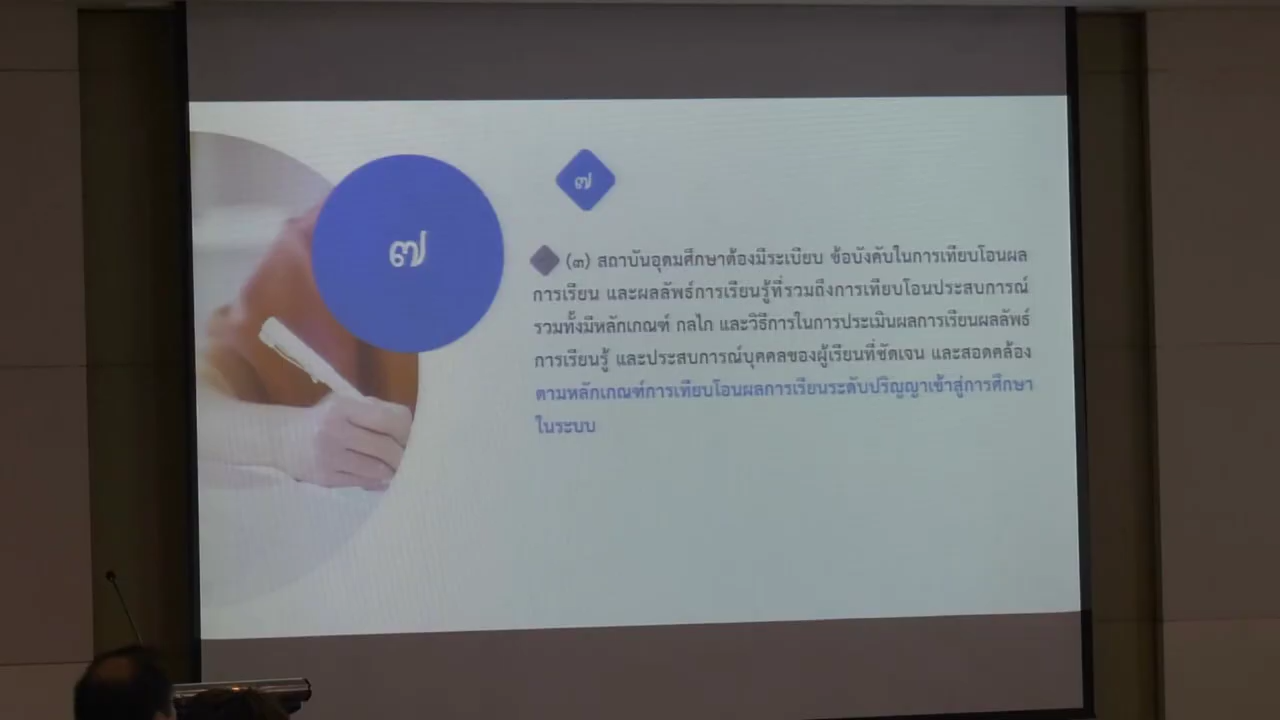 ๗
๗
(๓) สถาบันอุดมศึกษาต้องมีระเบียบ ข้อบังคับในการเทียบโอนผล
การเรียน และผลลัพธ์การเรียนรู้ที่รวมถึงการเทียบโอนประสบการณ์
รวมทั้งมีหลักเกณฑ์ กลไก และวิธีการในการประเมินผลการเรียนผลลัพธ์
การเรียนรู้ และประสบการณ์บุคคลของผู้เรียนที่ชัดเจน และสอดคล้อง
ตามหลักเกณฑ์การเทียบโอนผลการเรียนระดับปริญญาเข้าสู่การศึกษา
ในระบบ